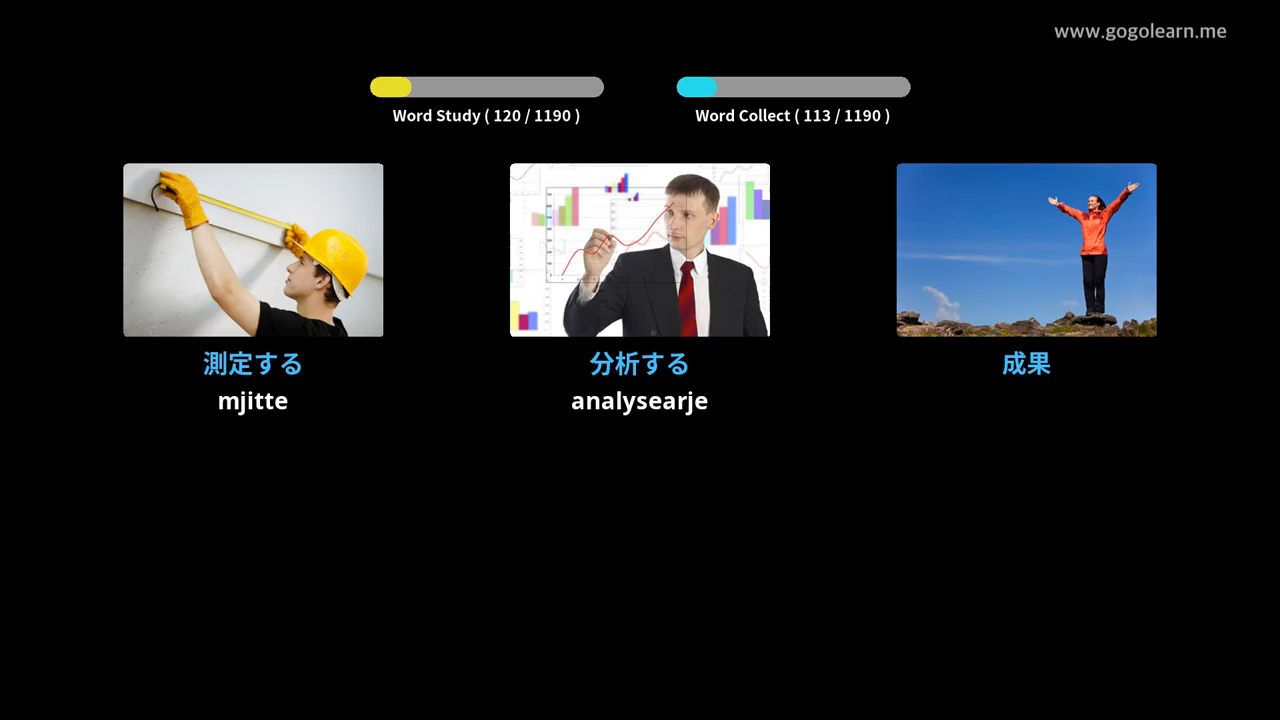 www.gogolearn.me
Word Study ( 120 / 1190 )
Word Collect ( 113 / 1190 )
測定する
mjitte
分析する
analysearje
成果